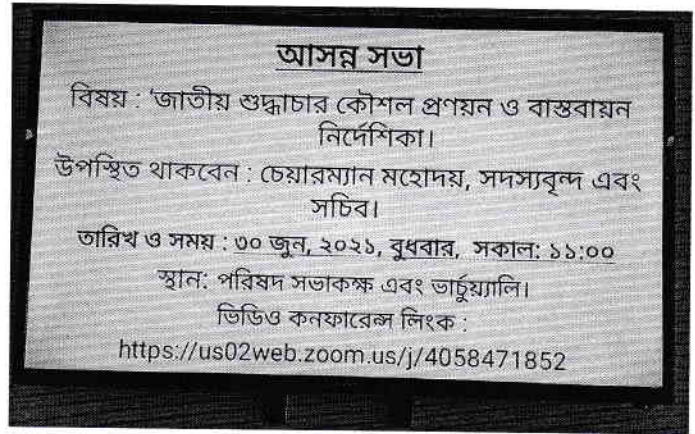 আসন্ন সভা
বিষয় : 'জাতীয় শুদ্ধাচার কৌশল প্রণয়ন ও বাস্তবায়ন
নির্দেশিকা।
উপস্থিত থাকবেন : চেয়ারম্যান মহোদয়, সদস্যবৃন্দ এবং
সচিব।
তারিখ ও সময় : ৩০ জুন, ২০২১, বুধবার, সকাল: ১১:০০
স্থান: পরিষদ সভাকক্ষ এবং ভার্চুয়্যালি।
ভিডিও কনফারেন্স লিংক :
https://us02web.zoom.us/j/4058471852